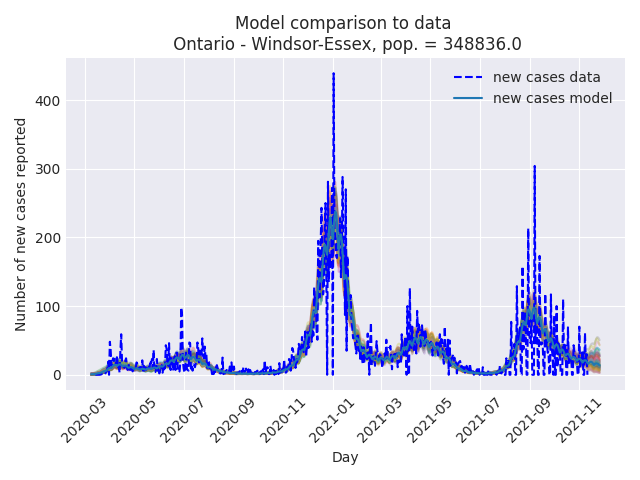 Model comparison to data
Ontario - Windsor-Essex, pop. = 348836.0
new cases data
new cases model
Number of new cases reported
400
300
200
100
0
2020-03
2020-05
2020-07
2020-09
2020-11
2021-01
2021-03
2021-05
2021-07
2021-09
2021-11
Day